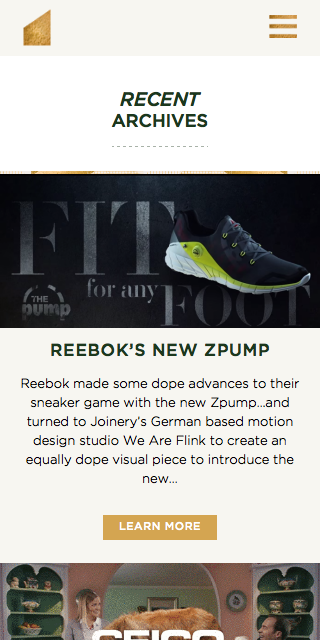 RECENT
ARCHIVES
FIT
for any
FOOT
THE
pump
REEBOK'S NEW ZPUMP
Reebok made some dope advances to their
sneaker game with the new Zpump...and
turned to Joinery's German based motion
design studio We Are Flink to create an
equally dope visual piece to introduce the
new...
LEARN MORE
GEICO